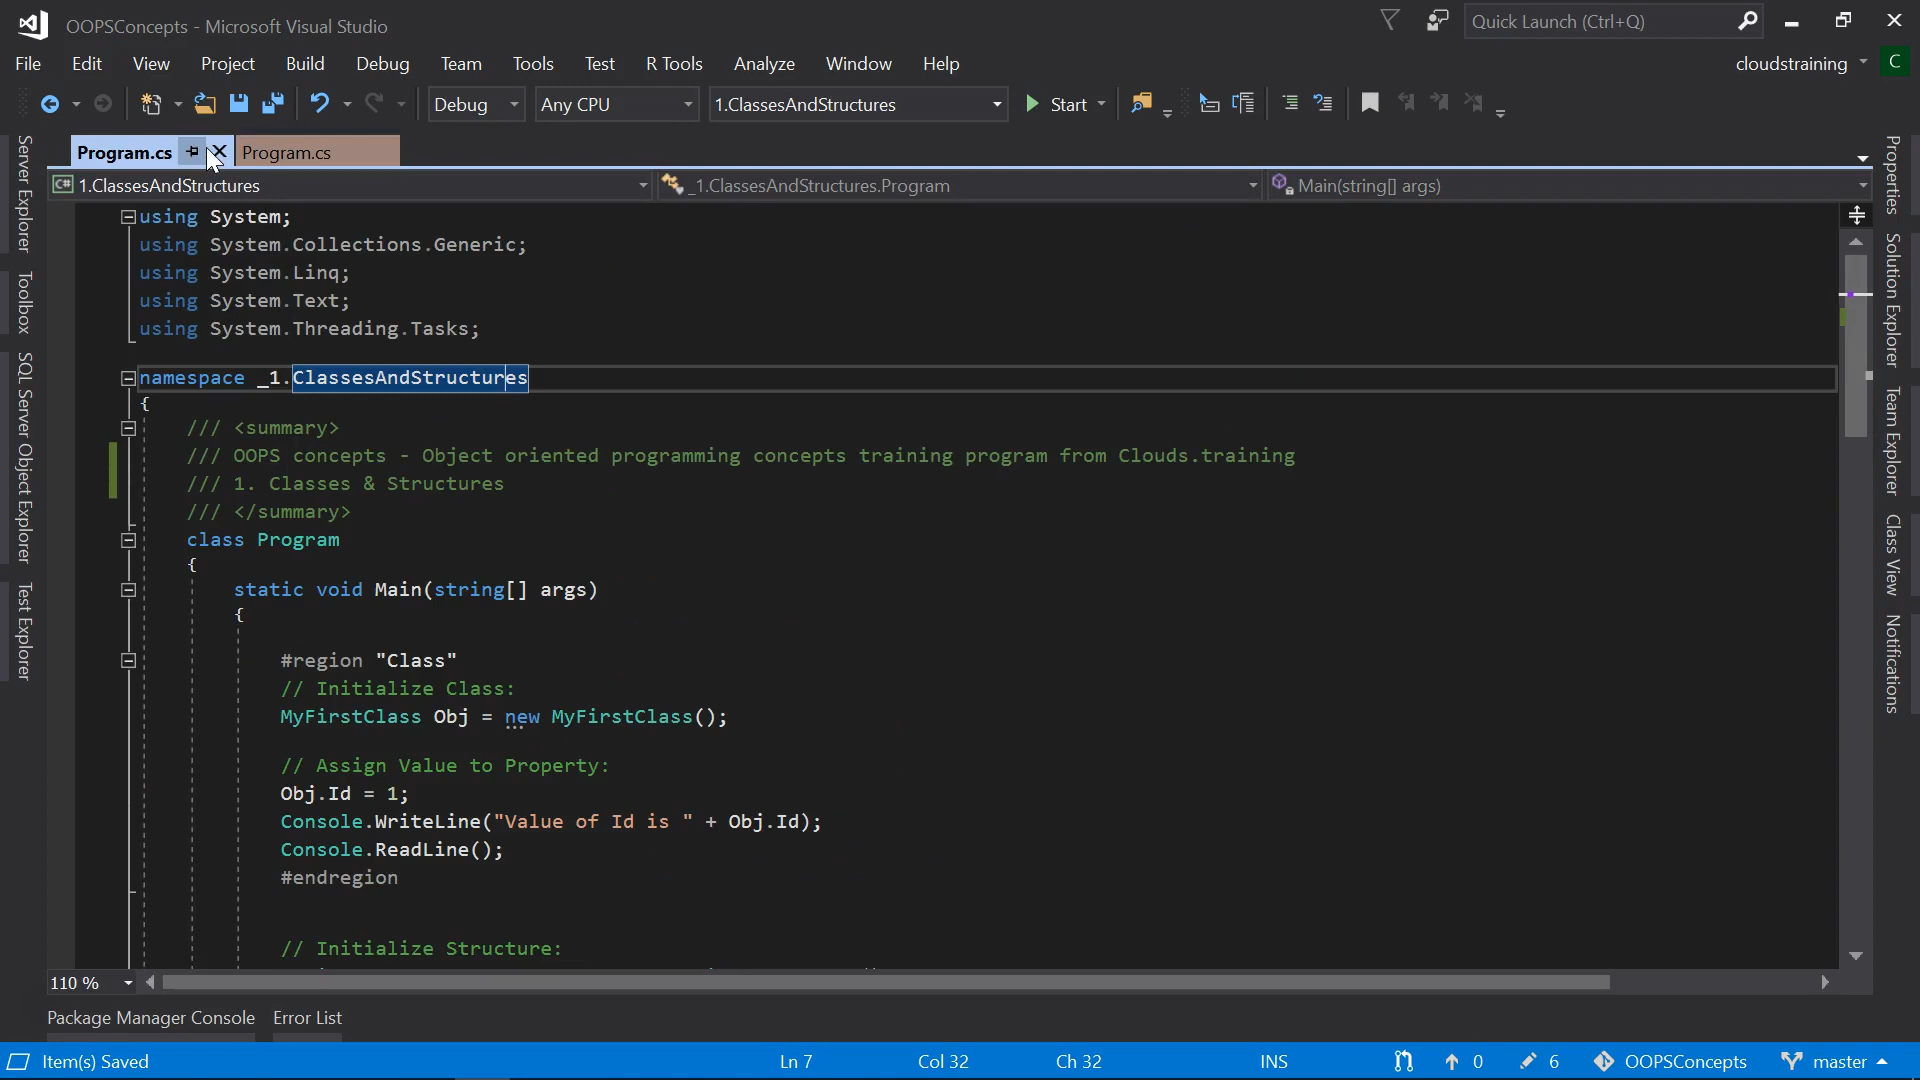 OOPSConcepts - Microsoft Visual Studio
Quick Launch (Ctrl+Q)
File Edit View Project Build Debug Team Tools Test R Tools Analyze Window Help
cloudstraining C
Debug Any CPU 1.ClassesAndStructures Start
Program.cs Program.cs
C# 1.ClassesAndStructures _1.ClassesAndStructures.Program Main(string[] args)
using System;
using System.Collections.Generic;
using System.Linq;
using System.Text;
using System.Threading.Tasks;
namespace _1.ClassesAndStructures
{
/// <summary>
/// OOPS concepts - Object oriented programming concepts training program from Clouds.training
/// 1. Classes & Structures
/// </summary>
class Program
{
static void Main(string[] args)
{
#region "Class"
// Initialize Class:
MyFirstClass Obj = new MyFirstClass();
// Assign Value to Property:
Obj.Id = 1;
Console.WriteLine("Value of Id is " + Obj.Id);
Console.ReadLine();
#endregion
// Initialize Structure:
Server Explorer
Toolbox
SQL Server Object Explorer
Test Explorer
Properties
Solution Explorer
Team Explorer
Class View
Notifications
110 %
Package Manager Console Error List
Item(s) Saved Ln 7 Col 32 Ch 32 INS 0 6 OOPSConcepts master